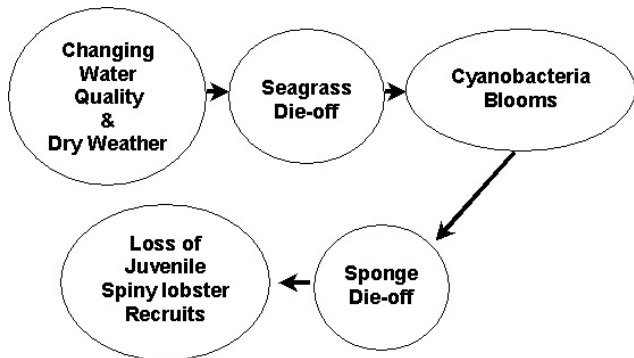 Changing
Water
Quality
&
Dry Weather
Seagrass
Die-off
Cyanobacteria
Blooms
Sponge
Die-off
Loss of
Juvenile
Spiny lobster
Recruits